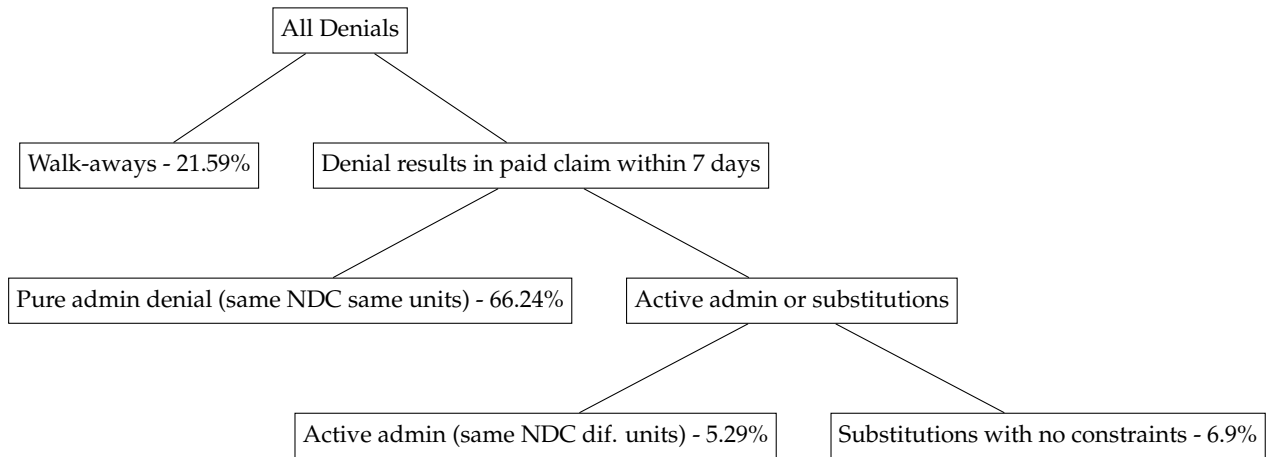 All Denials
Walk-aways - 21.59%
Denial results in paid claim within 7 days
Pure admin denial (same NDC same units) - 66.24%
Active admin or substitutions
Active admin (same NDC dif. units) - 5.29%
Substitutions with no constraints - 6.9%